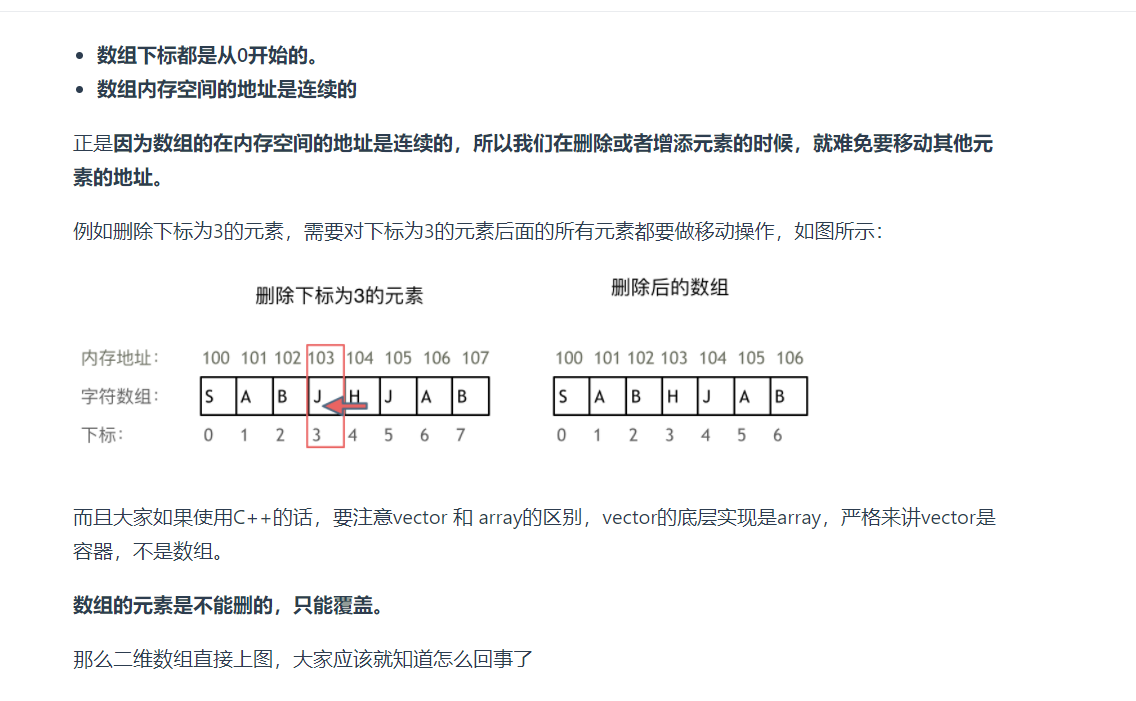 数组下标都是从0开始的。
数组内存空间的地址是连续的
正是因为数组的在内存空间的地址是连续的，所以我们在删除或者增添元素的时候，就难免要移动其他元
素的地址。
例如删除下标为3的元素，需要对下标为3的元素后面的所有元素都要做移动操作，如图所示：
删除下标为3的元素
删除后的数组
内存地址： 100 101 102 103 104 105 106 107 100 101 102 103 104 105 106
字符数组： S A B J H J A B S A B H J A B
下标： 0 1 2 3 4 5 6 7 0 1 2 3 4 5 6
而且大家如果使用C++的话，要注意vector 和 array的区别，vector的底层实现是array，严格来讲vector是
容器，不是数组。
数组的元素是不能删的，只能覆盖。
那么二维数组直接上图，大家应该就知道怎么回事了